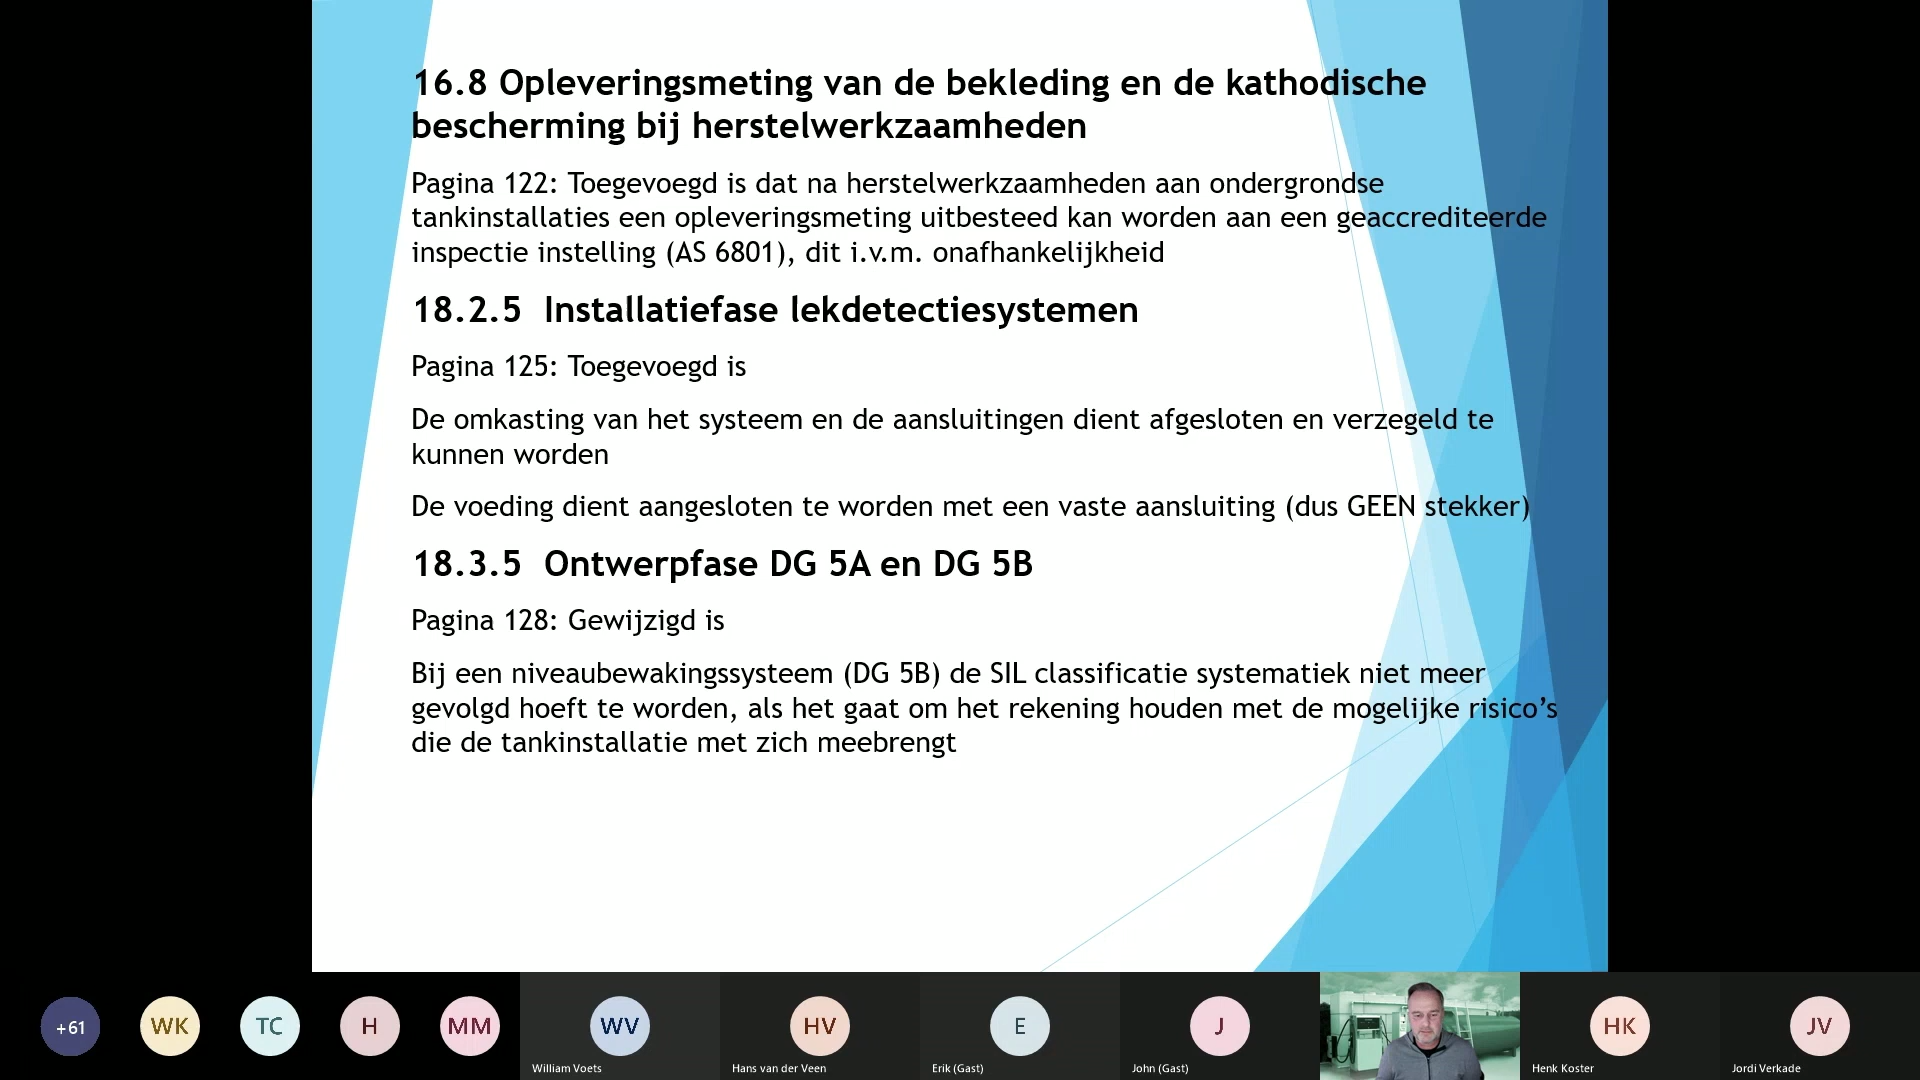 16.8 Opleveringsmeting van de bekleding en de kathodische
bescherming bij herstelwerkzaamheden
Pagina 122: Toegevoegd is dat na herstelwerkzaamheden aan ondergrondse
tankinstallaties een opleveringsmeting uitbesteed kan worden aan een geaccrediteerde
inspectie instelling (AS 6801), dit i.v.m. onafhankelijkheid
18.2.5 Installatiefase lekdetectiesystemen
Pagina 125: Toegevoegd is
De omkasting van het systeem en de aansluitingen dient afgesloten en verzegeld te
kunnen worden
De voeding dient aangesloten te worden met een vaste aansluiting (dus GEEN stekker)
18.3.5 Ontwerpfase DG 5A en DG 5B
Pagina 128: Gewijzigd is
Bij een niveaubewakingssysteem (DG 5B) de SIL classificatie systematiek niet meer
gevolgd hoeft te worden, als het gaat om het rekening houden met de mogelijke risico's
die de tankinstallatie met zich meebrengt
+61 WK TC H MM WV HV E J HK JV
William Voets Hans van der Veen Erik (Gast) John (Gast) Henk Koster Jordi Verkade